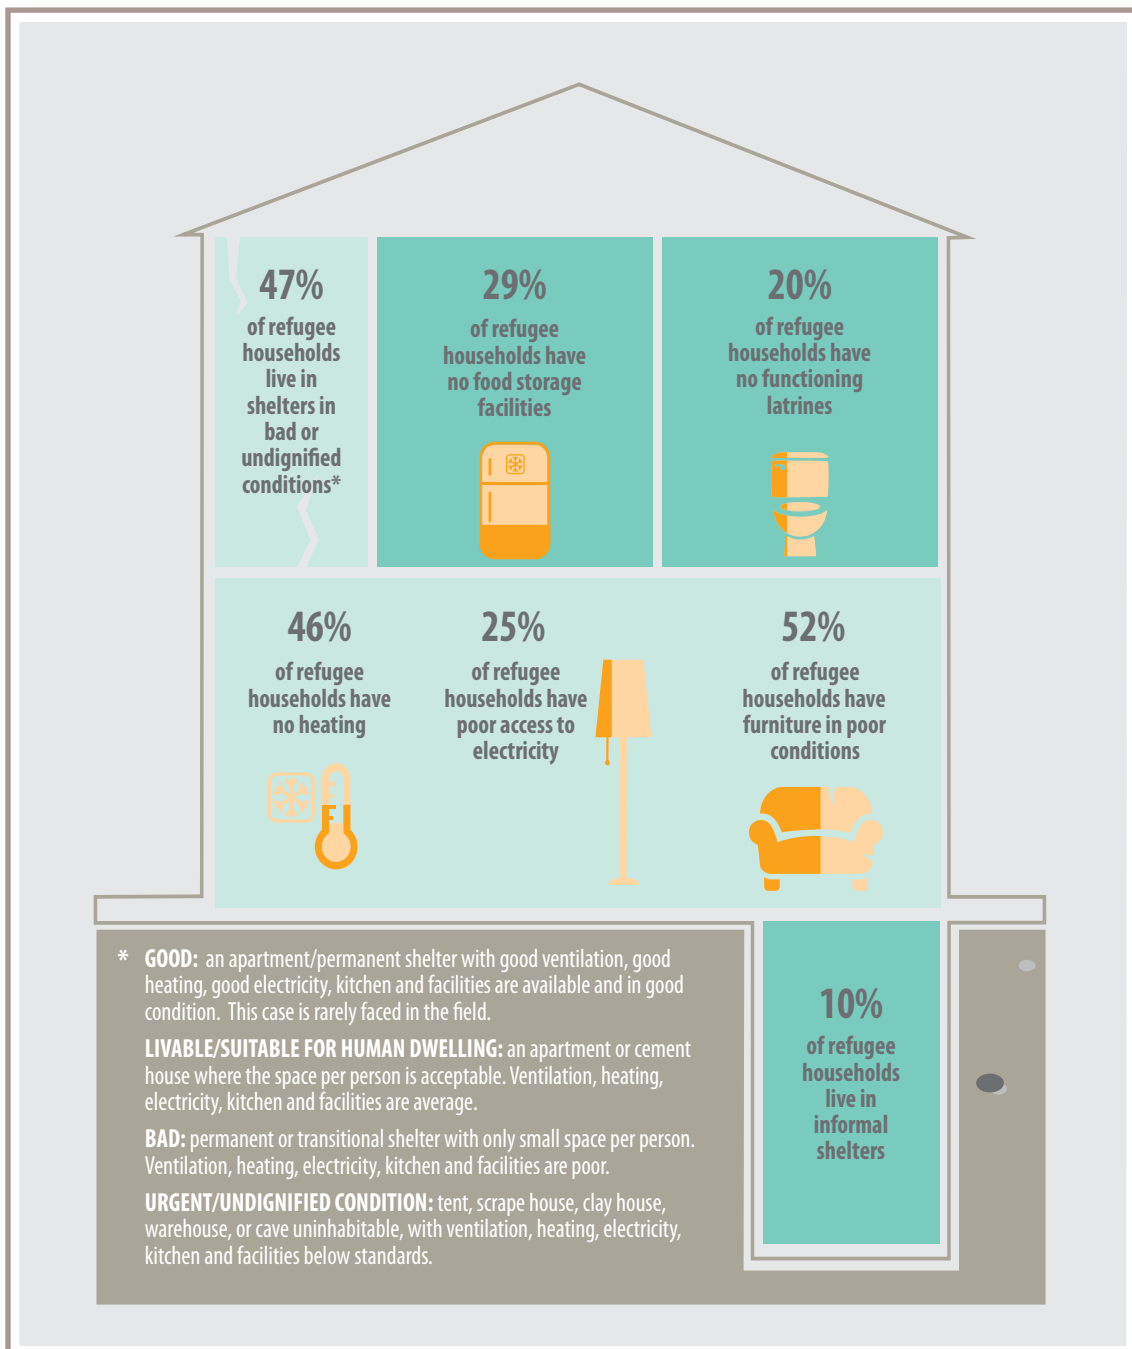 47%
of refugee
households
live in
shelters in
bad or
undignified
conditions*
29%
of refugee
households have
no food storage
facilities
20%
of refugee
households have
no functioning
latrines
46%
of refugee
households have
no heating
25%
of refugee
households have
poor access to
electricity
52%
of refugee
households have
furniture in poor
conditions
* GOOD: an apartment/permanent shelter with good ventilation, good
heating, good electricity, kitchen and facilities are available and in good
condition. This case is rarely faced in the field.
LIVABLE/SUITABLE FOR HUMAN DWELLING: an apartment or cement
house where the space per person is acceptable. Ventilation, heating,
electricity, kitchen and facilities are average.
BAD: permanent or transitional shelter with only small space per person.
Ventilation, heating, electricity, kitchen and facilities are poor.
URGENT/UNDIGNIFIED CONDITION: tent, scrape house, clay house,
warehouse, or cave uninhabitable, with ventilation, heating, electricity,
kitchen and facilities below standards.
10%
of refugee
households
live in
informal
shelters